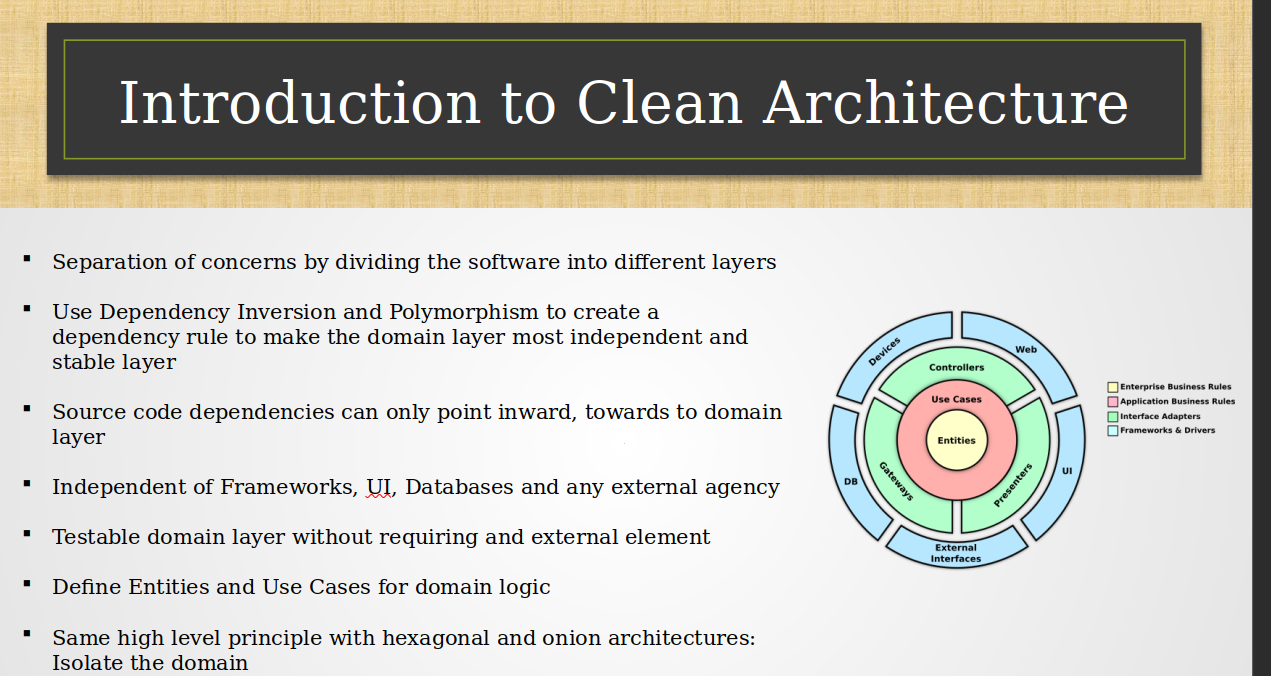 Introduction to Clean Architecture
Separation of concerns by dividing the software into different layers
Use Dependency Inversion and Polymorphism to create a
dependency rule to make the domain layer most independent and
stable layer
Source code dependencies can only point inward, towards to domain
layer
Independent of Frameworks, UI, Databases and any external agency
Testable domain layer without requiring and external element
Define Entities and Use Cases for domain logic
Same high level principle with hexagonal and onion architectures:
Isolate the domain
Devices
Web
Controllers
Use Cases
Entities
Gateways
Presenters
DB
UI
External
Interfaces
Enterprise Business Rules
Application Business Rules
Interface Adapters
Frameworks & Drivers